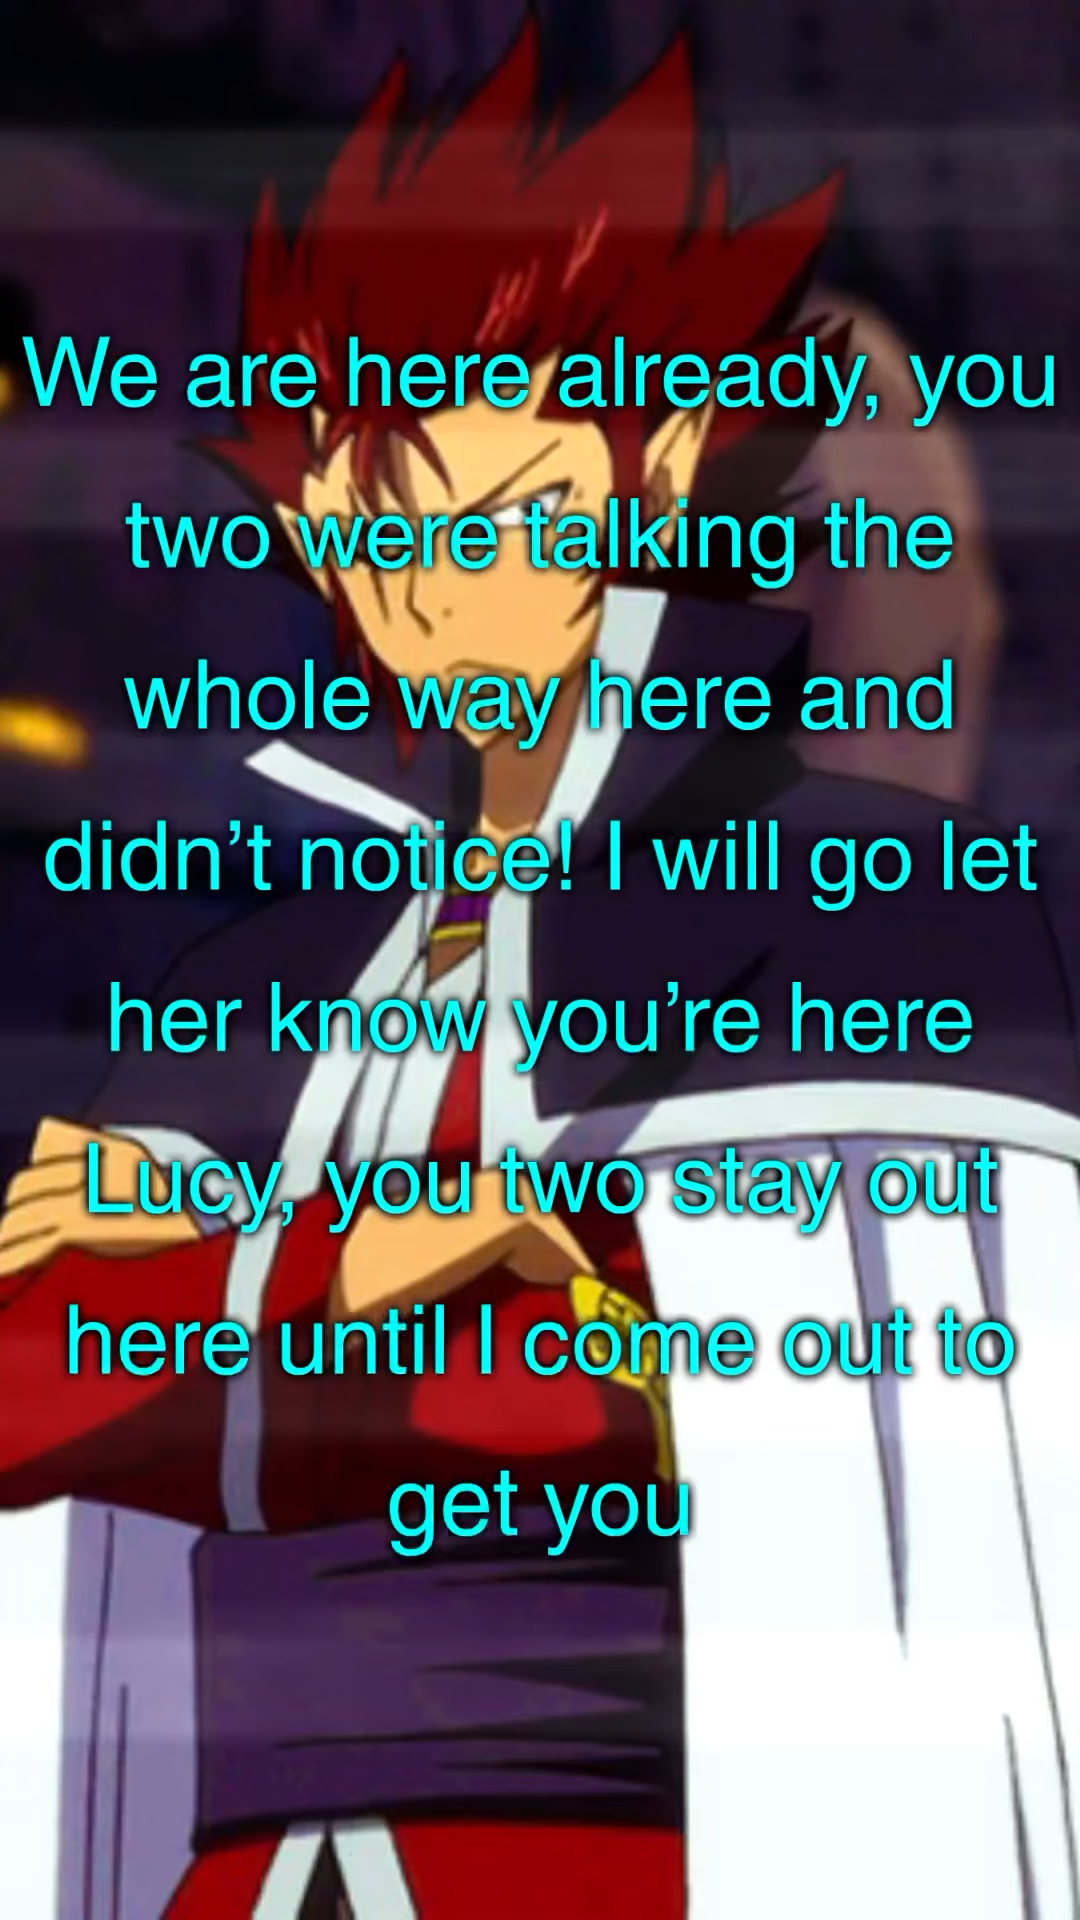 We are here already, you
two were talking the
whole way here and
didn’t notice! I will go let
her know you’re here
Lucy, you two stay out
here until I come out to
get you